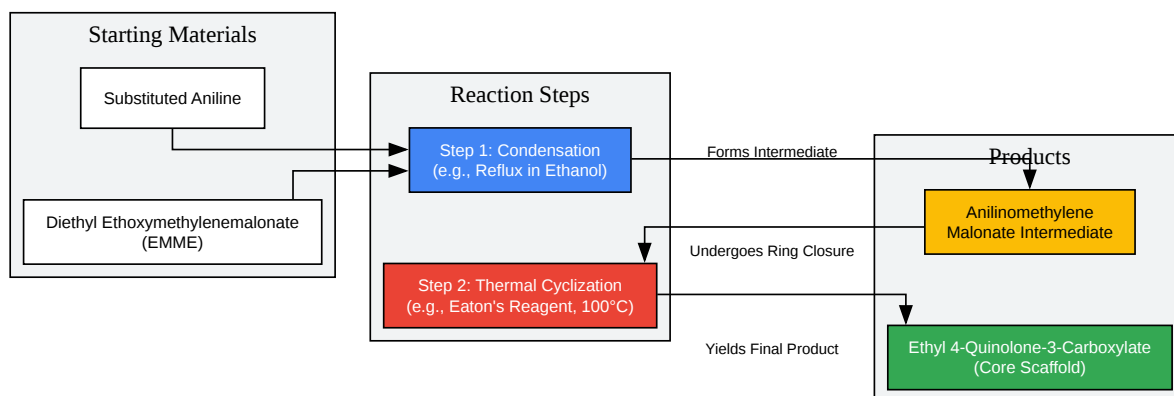 Starting Materials
Substituted Aniline
Diethyl Ethoxymethylenemalonate
(EMME)
Reaction Steps
Step 1: Condensation
(e.g., Reflux in Ethanol)
Forms Intermediate
Products
Anilinomethylene
Malonate Intermediate
Undergoes Ring Closure
Step 2: Thermal Cyclization
(e.g., Eaton's Reagent, 100°C)
Yields Final Product
Ethyl 4-Quinolone-3-Carboxylate
(Core Scaffold)